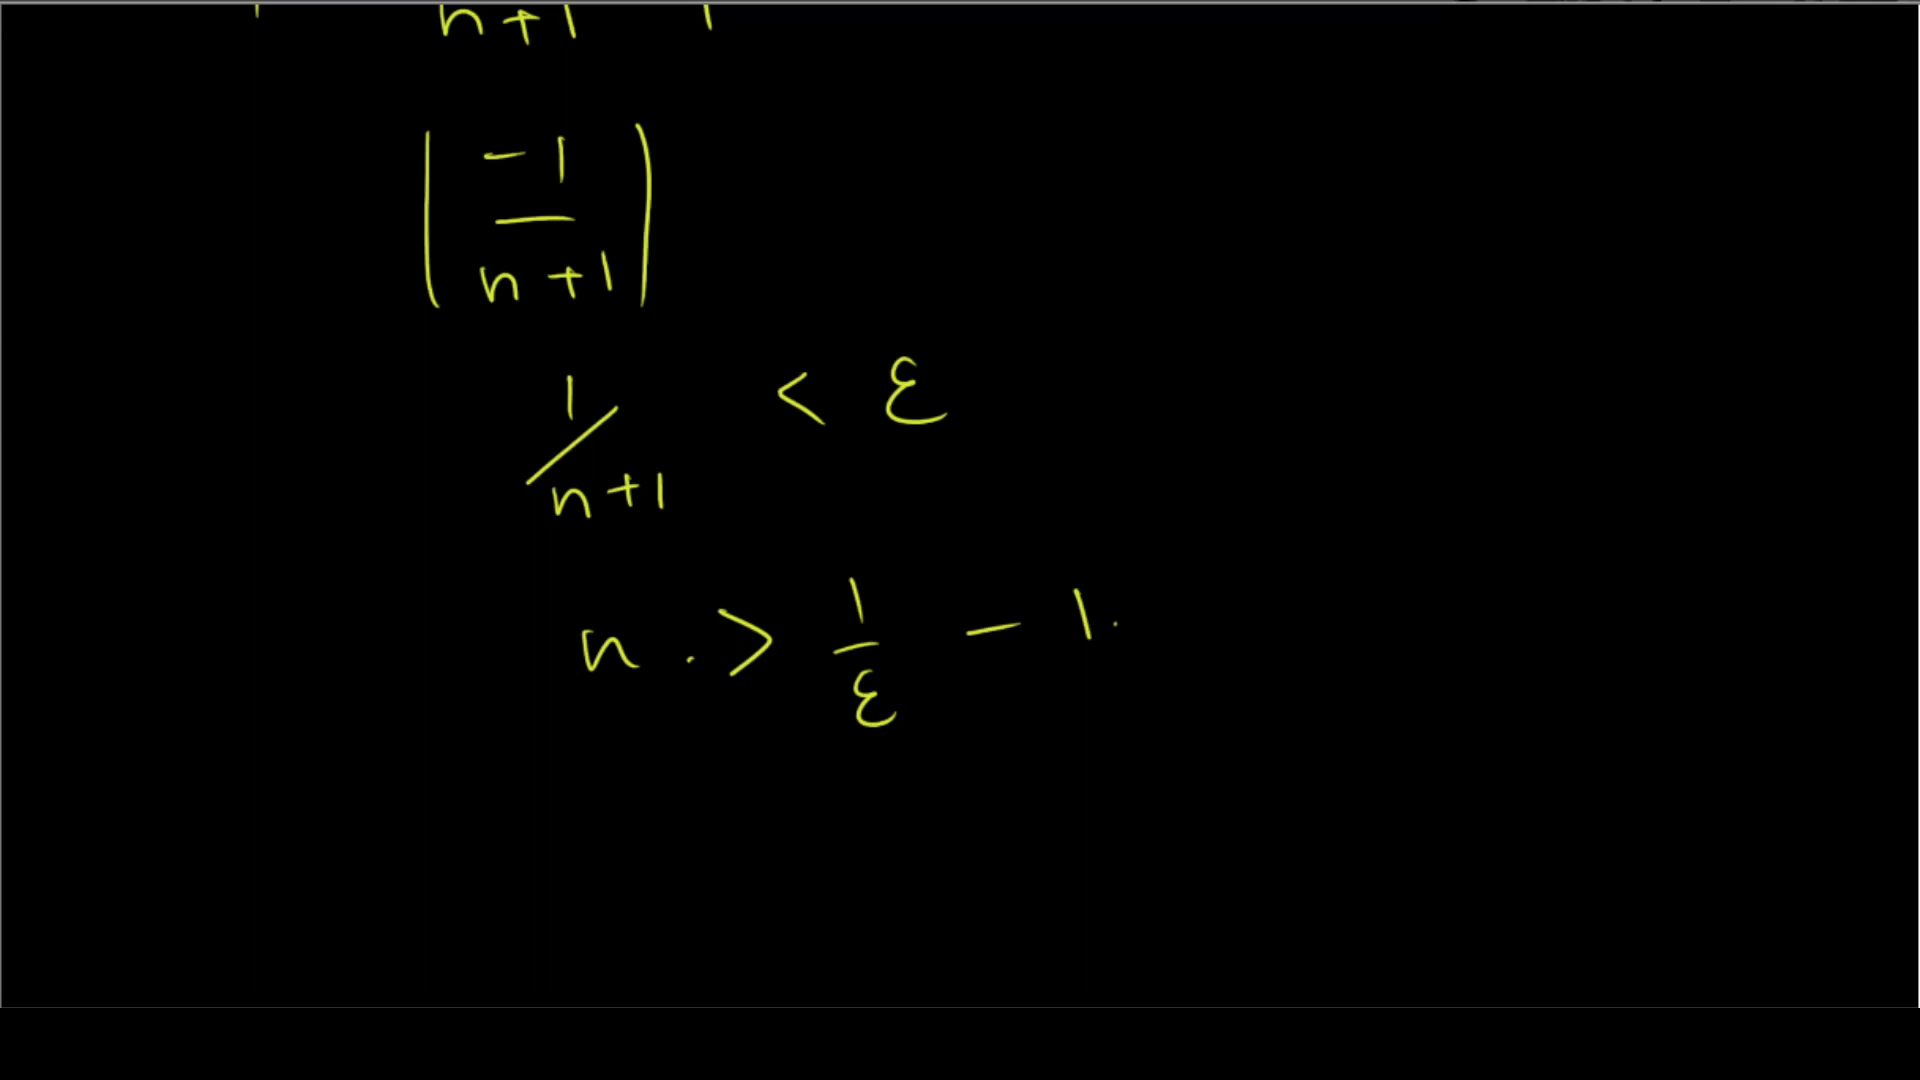 n+1
| -1 / n+1 |
1/n+1 < ε
n . > 1/ε - 1.